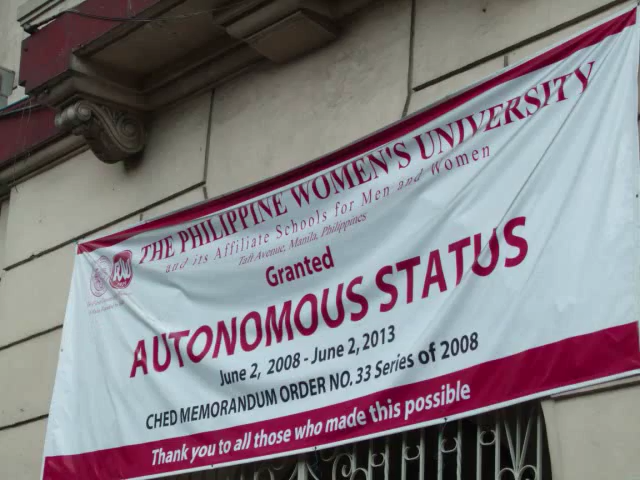 THE PHILIPPINE WOMEN'S UNIVERSITY
and its Affiliate Schools for Men and Women
Taft Avenue, Manila, Philippines
Granted
AUTONOMOUS STATUS
June 2, 2008 - June 2, 2013
CHED MEMORANDUM ORDER NO. 33 Series of 2008
Thank you to all those who made this possible